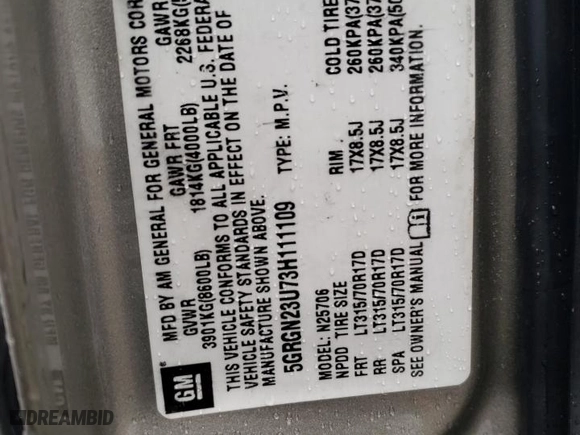 MFD BY AM GENERAL FOR GENERAL MOTORS COR
GVWR GAWR FRT GAWR
3901KG(8600LB) 1814KG(4000LB) 2268KG(
THIS VEHICLE CONFORMS TO ALL APPLICABLE U.S. FEDERA
VEHICLE SAFETY STANDARDS IN EFFECT ON THE DATE OF
MANUFACTURE SHOWN ABOVE.
5GRGN23U73H111109 TYPE: M.P.V.
MODEL: N25706
NPDD TIRE SIZE RIM COLD TIRE
FRT LT315/70R17D 17X8.5J 260KPA(37
RR LT315/70R17D 17X8.5J 260KPA(37
SPA LT315/70R17D 17X8.5J 340KPA(50
SEE OWNER'S MANUAL FOR MORE INFORMATION.
GM
DREAMBID